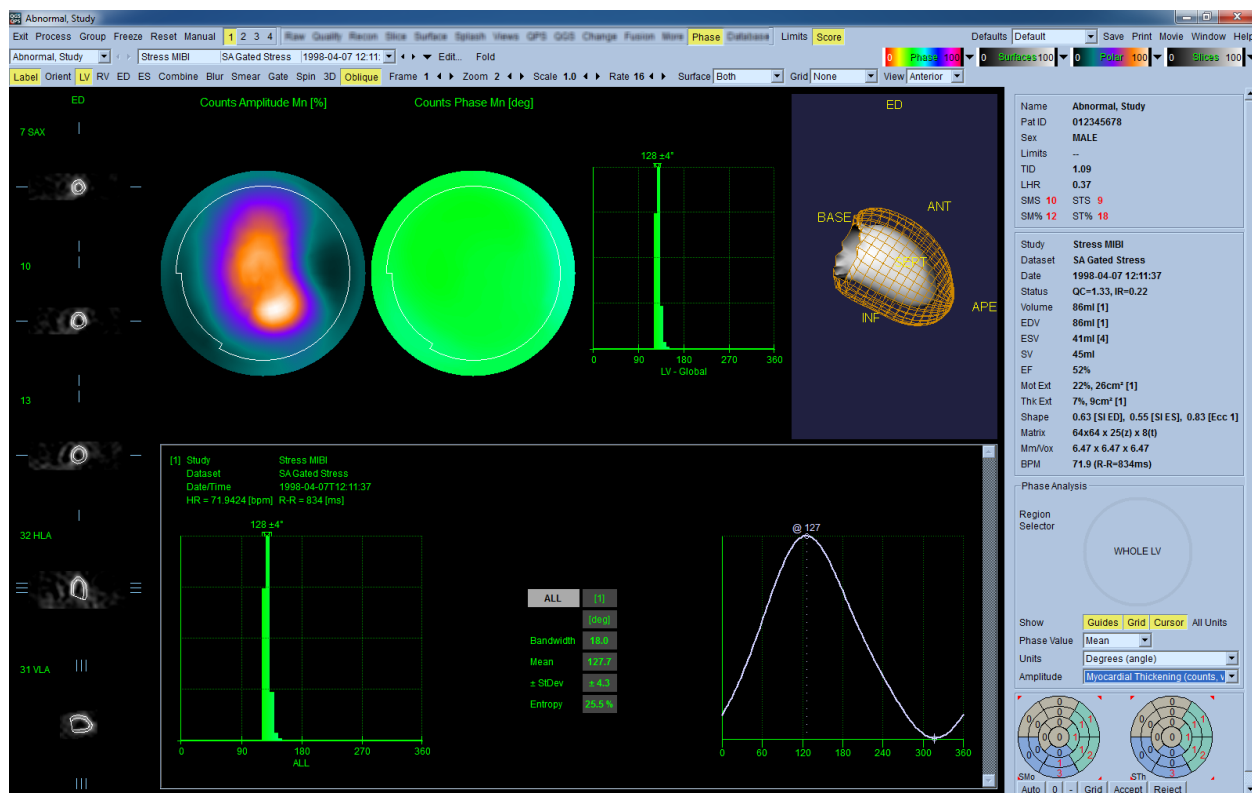 QGS QPS Abnormal, Study
Exit Process Group Freeze Reset Manual 1 2 3 4 Raw Quality Recon Slice Surface Splash Views QPS QGS Change Fusion More Phase Database Limits Score Defaults Default Save Print Movie Window Help
Abnormal, Study Stress MIBI SA Gated Stress 1998-04-07 12:11: Edit... Fold 0 Phase 100 0 Surfaces 100 0 Polar 100 0 Slices 100
Label Orient LV RV ED ES Combine Blur Smear Gate Spin 3D Oblique Frame 1 Zoom 2 Scale 1.0 Rate 16 Surface Both Grid None View Anterior
ED
7 SAX
10
13
32 HLA
31 VLA
Counts Amplitude Mn [%]
Counts Phase Mn [deg]
128 ±4°
0 90 180 270 360
LV - Global
ED
BASE
ANT
SEPT
INF
APE
[1] Study Stress MIBI
Dataset SA Gated Stress
Date/Time 1998-04-07T12:11:37
HR = 71.9424 [bpm] R-R = 834 [ms]
128 ±4°
0 90 180 270 360
ALL
ALL [1]
[deg]
Bandwidth 18.0
Mean 127.7
± StDev ± 4.3
Entropy 25.5 %
@ 127
0 60 120 180 240 300 360
Name Abnormal, Study
Pat ID 012345678
Sex MALE
Limits --
TID 1.09
LHR 0.37
SMS 10 STS 9
SM% 12 ST% 18
Study Stress MIBI
Dataset SA Gated Stress
Date 1998-04-07 12:11:37
Status QC=1.33, IR=0.22
Volume 86ml [1]
EDV 86ml [1]
ESV 41ml [4]
SV 45ml
EF 52%
Mot Ext 22%, 26cm² [1]
Thk Ext 7%, 9cm² [1]
Shape 0.63 [SI ED], 0.55 [SI ES], 0.83 [Ecc 1]
Matrix 64x64 x 25(z) x 8(t)
Mm/Vox 6.47 x 6.47 x 6.47
BPM 71.9 (R-R=834ms)
Phase Analysis
Region
Selector
WHOLE LV
Show Guides Grid Cursor All Units
Phase Value Mean
Units Degrees (angle)
Amplitude Myocardial Thickening (counts, v
SMo
STh
Auto 0 - Grid Accept Reject